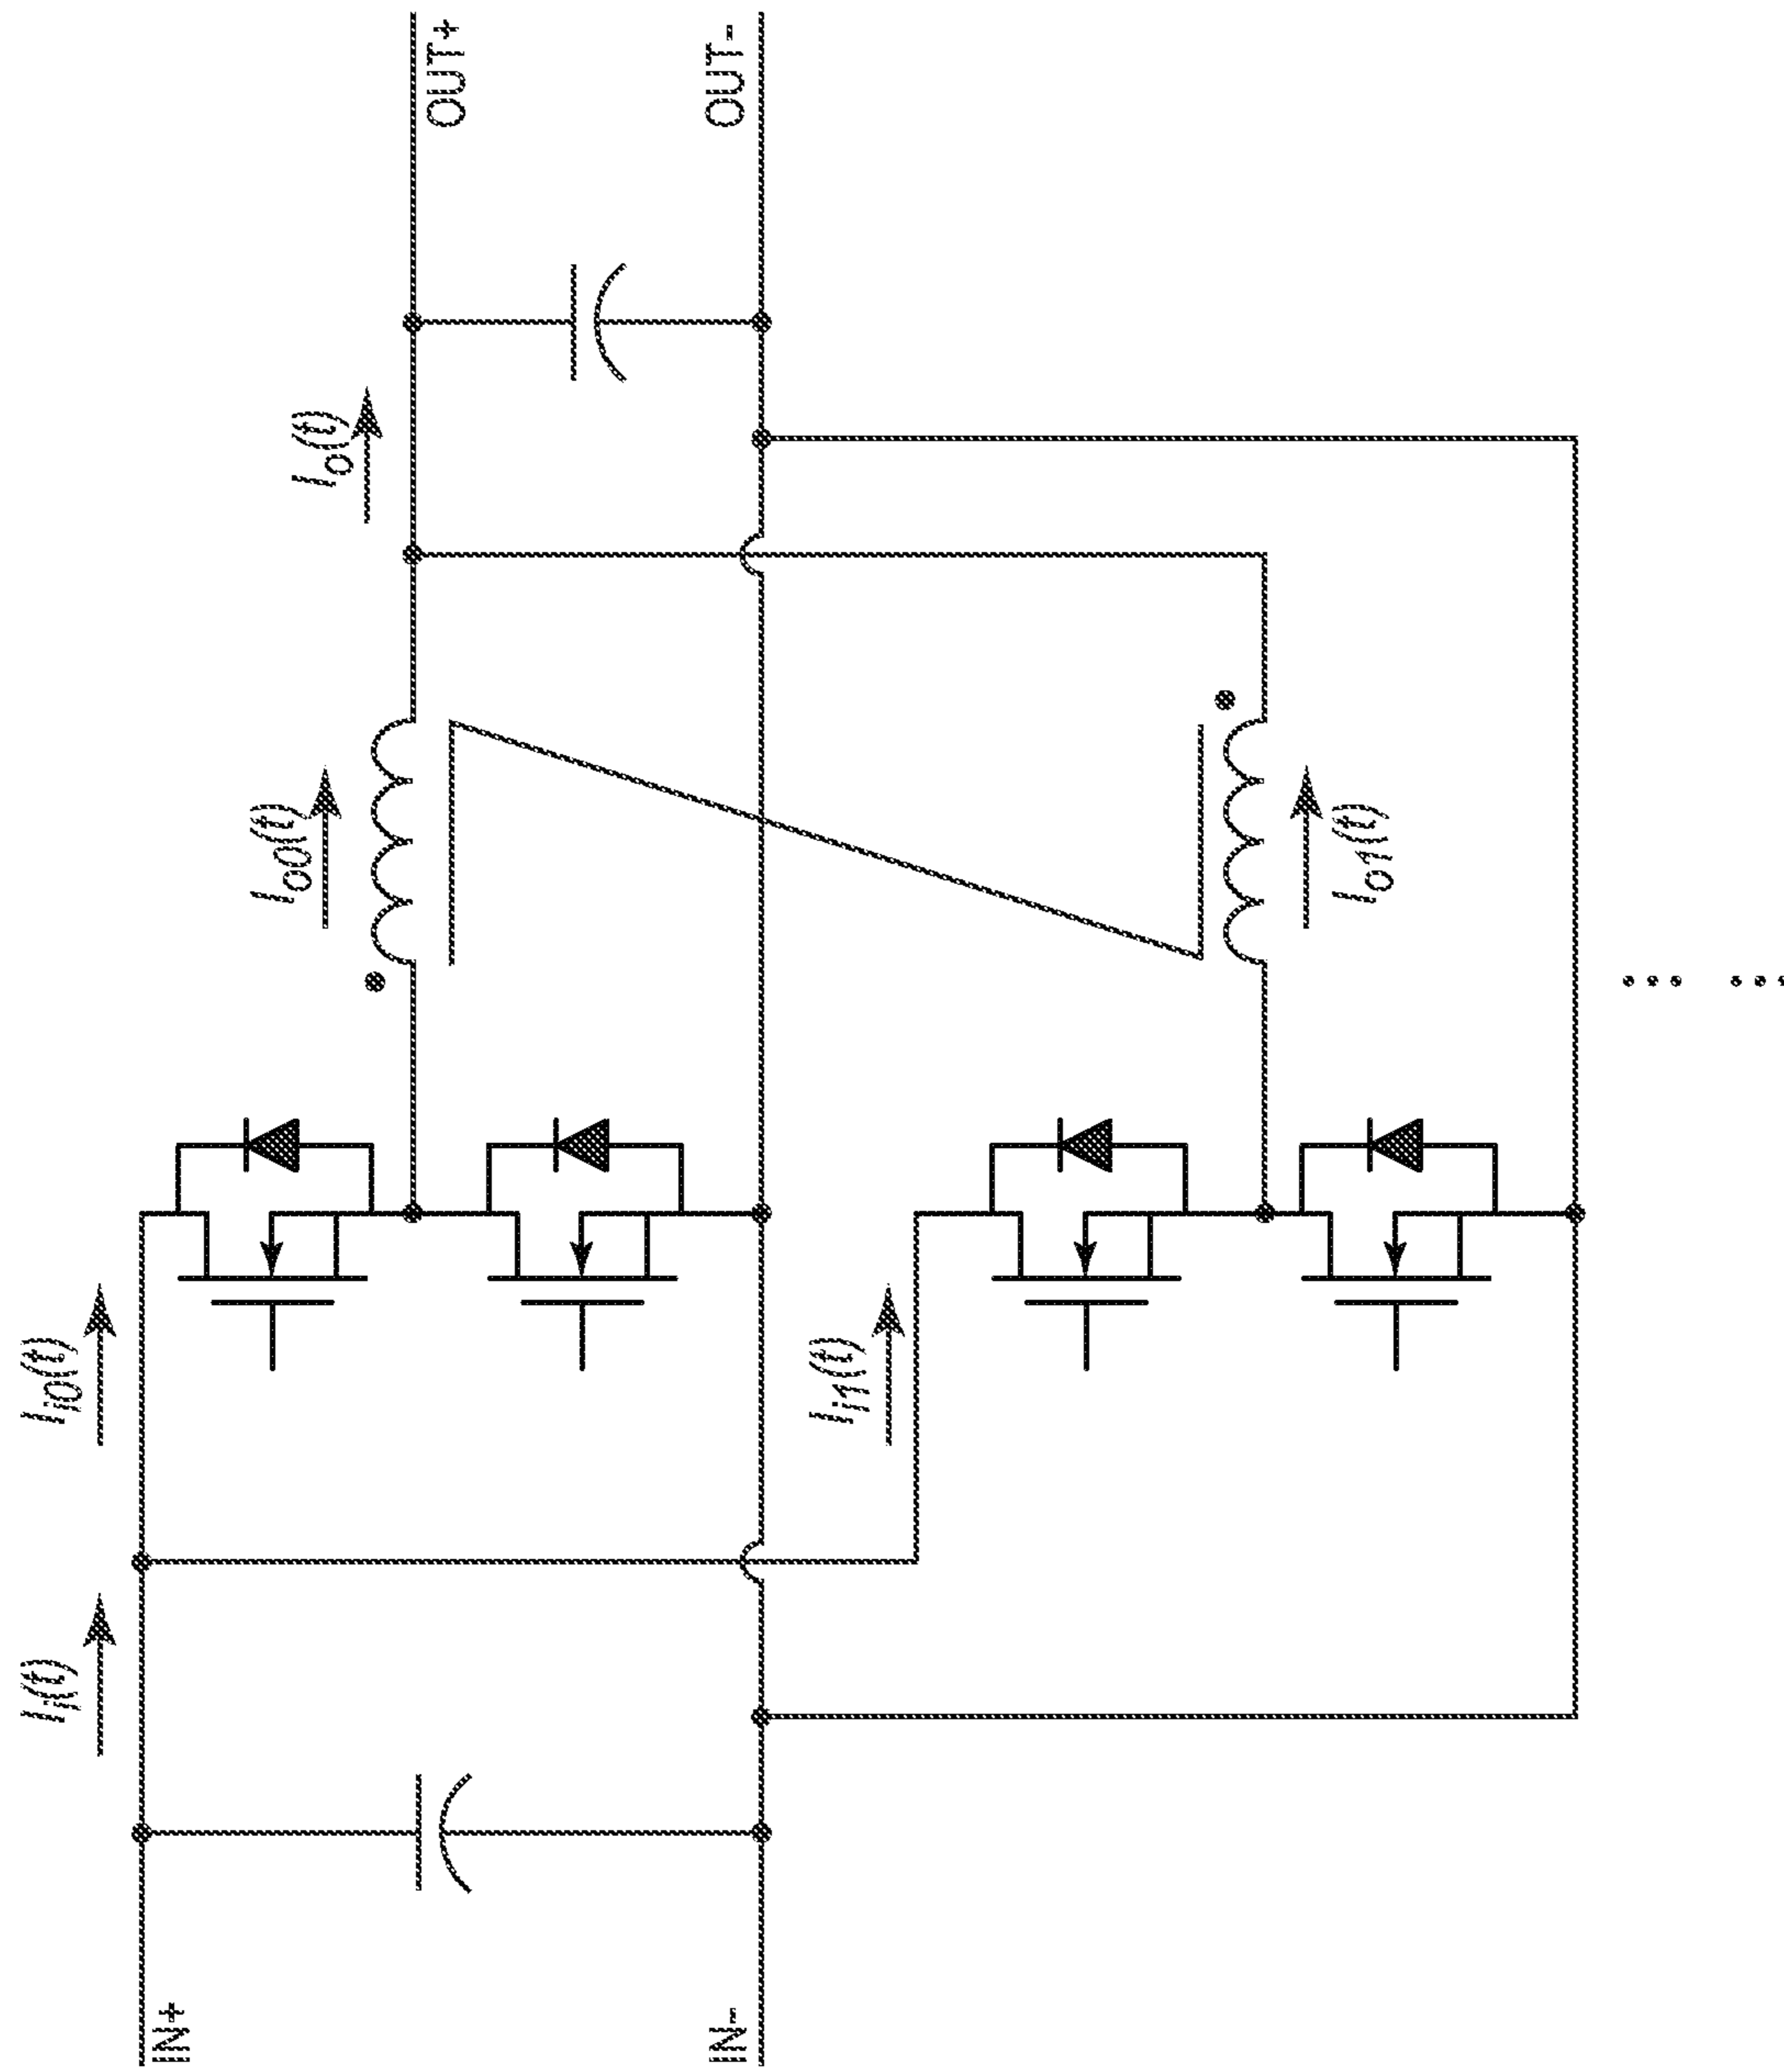 IN+
IN-
Ii(t)
Ii0(t)
Ii1(t)
Io0(t)
Io1(t)
Io(t)
OUT+
OUT-